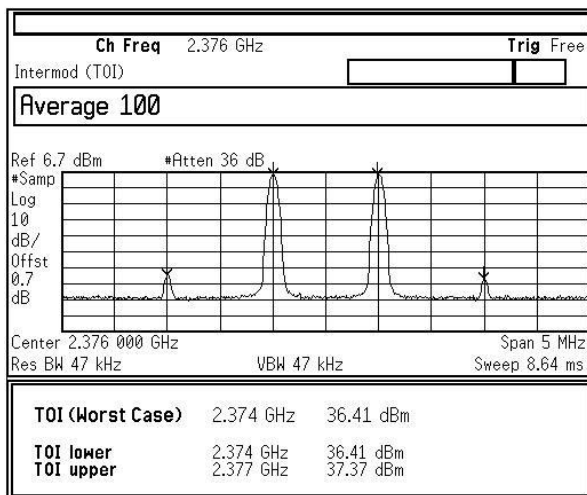 Ch Freq 2.376 GHz Trig Free
Intermod (TOI)
Average 100
Ref 6.7 dBm #Atten 36 dB
#Samp
Log
10
dB/
Offst
0.7
dB
Center 2.376 000 GHz Span 5 MHz
Res BW 47 kHz VBW 47 kHz Sweep 8.64 ms
TOI (Worst Case) 2.374 GHz 36.41 dBm
TOI lower 2.374 GHz 36.41 dBm
TOI upper 2.377 GHz 37.37 dBm